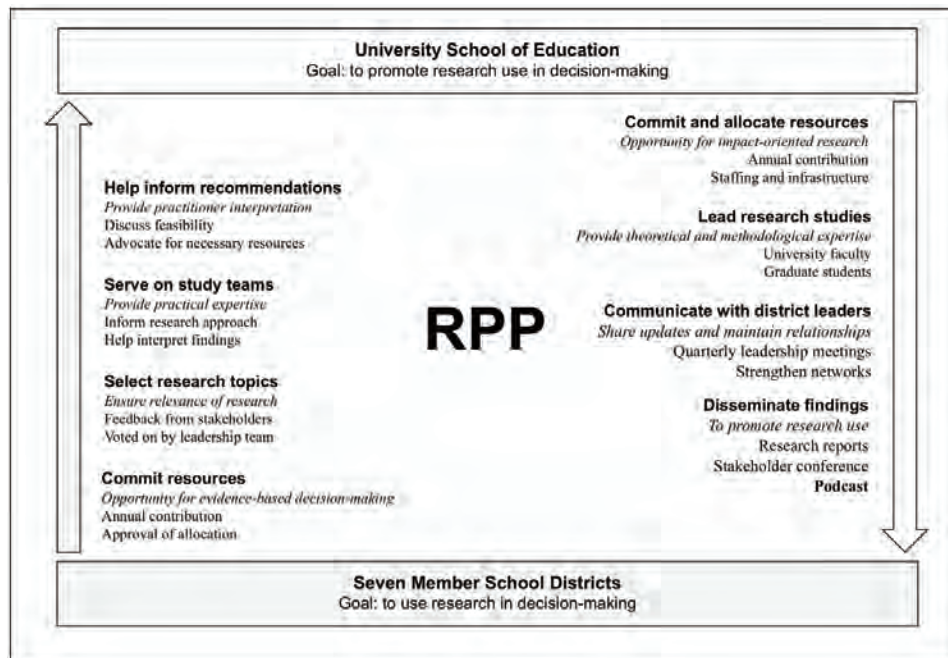 University School of Education
Goal: to promote research use in decision-making
Help inform recommendations
Provide practitioner interpretation
Discuss feasibility
Advocate for necessary resources
Serve on study teams
Provide practical expertise
Inform research approach
Help interpret findings
Select research topics
Ensure relevance of research
Feedback from stakeholders
Voted on by leadership team
Commit resources
Opportunity for evidence-based decision-making
Annual contribution
Approval of allocation
RPP
Commit and allocate resources
Opportunity for impact-oriented research
Annual contribution
Staffing and infrastructure
Lead research studies
Provide theoretical and methodological expertise
University faculty
Graduate students
Communicate with district leaders
Share updates and maintain relationships
Quarterly leadership meetings
Strengthen networks
Disseminate findings
To promote research use
Research reports
Stakeholder conference
Podcast
Seven Member School Districts
Goal: to use research in decision-making